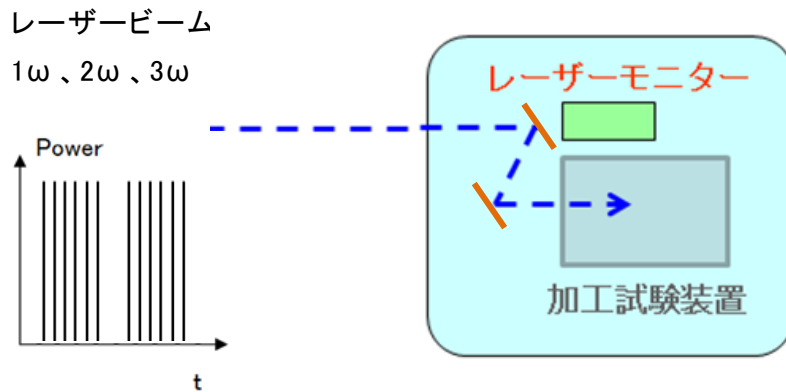 レーザービーム
1ω 、2ω 、3ω
Power
t
レーザーモニター
加工試験装置